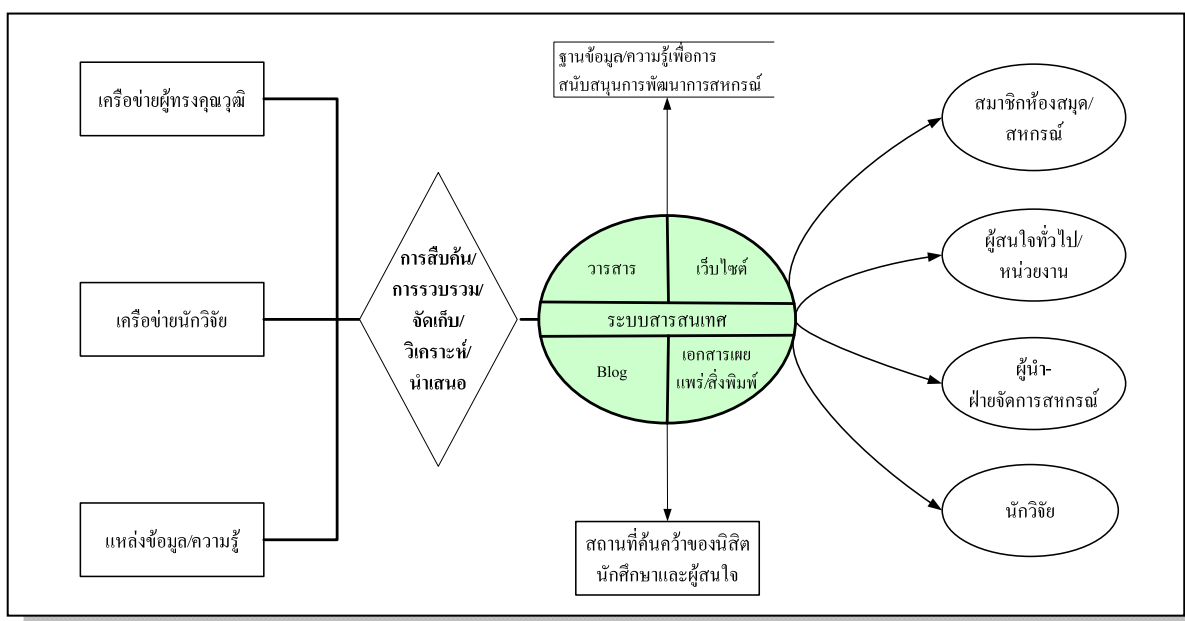 เครือข่ายผู้ทรงคุณวุฒิ
เครือข่ายนักวิจัย
แหล่งข้อมูล/ความรู้
การสืบค้น/
การรวบรวม/
จัดเก็บ/
วิเคราะห์/
นำเสนอ
ฐานข้อมูล/ความรู้เพื่อการ
สนับสนุนการพัฒนาการสหกรณ์
วารสาร
เว็บไซต์
ระบบสารสนเทศ
Blog
เอกสารเผย
แพร่/สิ่งพิมพ์
สถานที่ค้นคว้าของนิสิต
นักศึกษาและผู้สนใจ
สมาชิกห้องสมุด/
สหกรณ์
ผู้สนใจทั่วไป/
หน่วยงาน
ผู้นำ-
ฝ่ายจัดการสหกรณ์
นักวิจัย